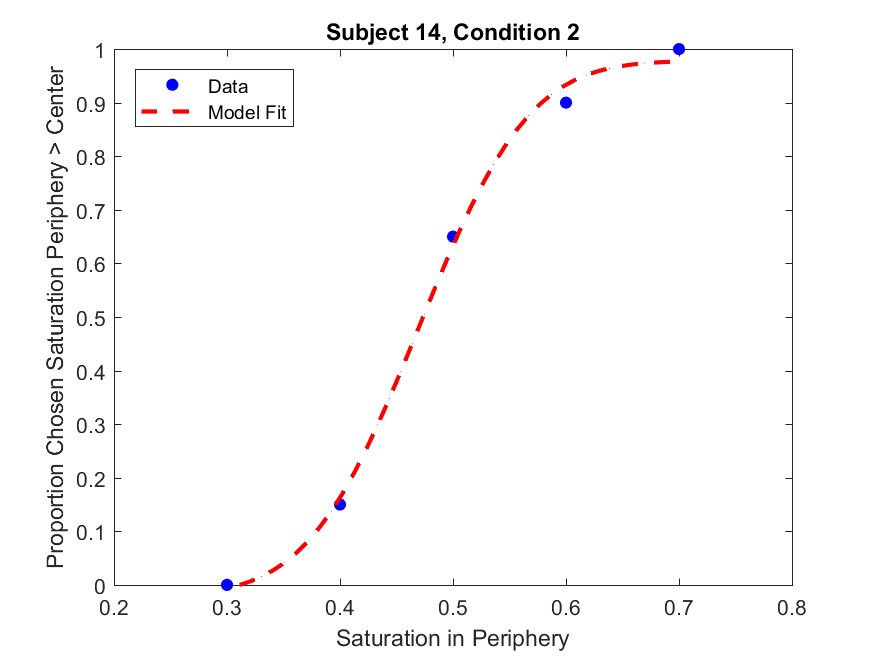 Subject 14, Condition 2
Data
Model Fit
Proportion Chosen Saturation Periphery > Center
1
0.9
0.8
0.7
0.6
0.5
0.4
0.3
0.2
0.1
0
0.2 0.3 0.4 0.5 0.6 0.7 0.8
Saturation in Periphery